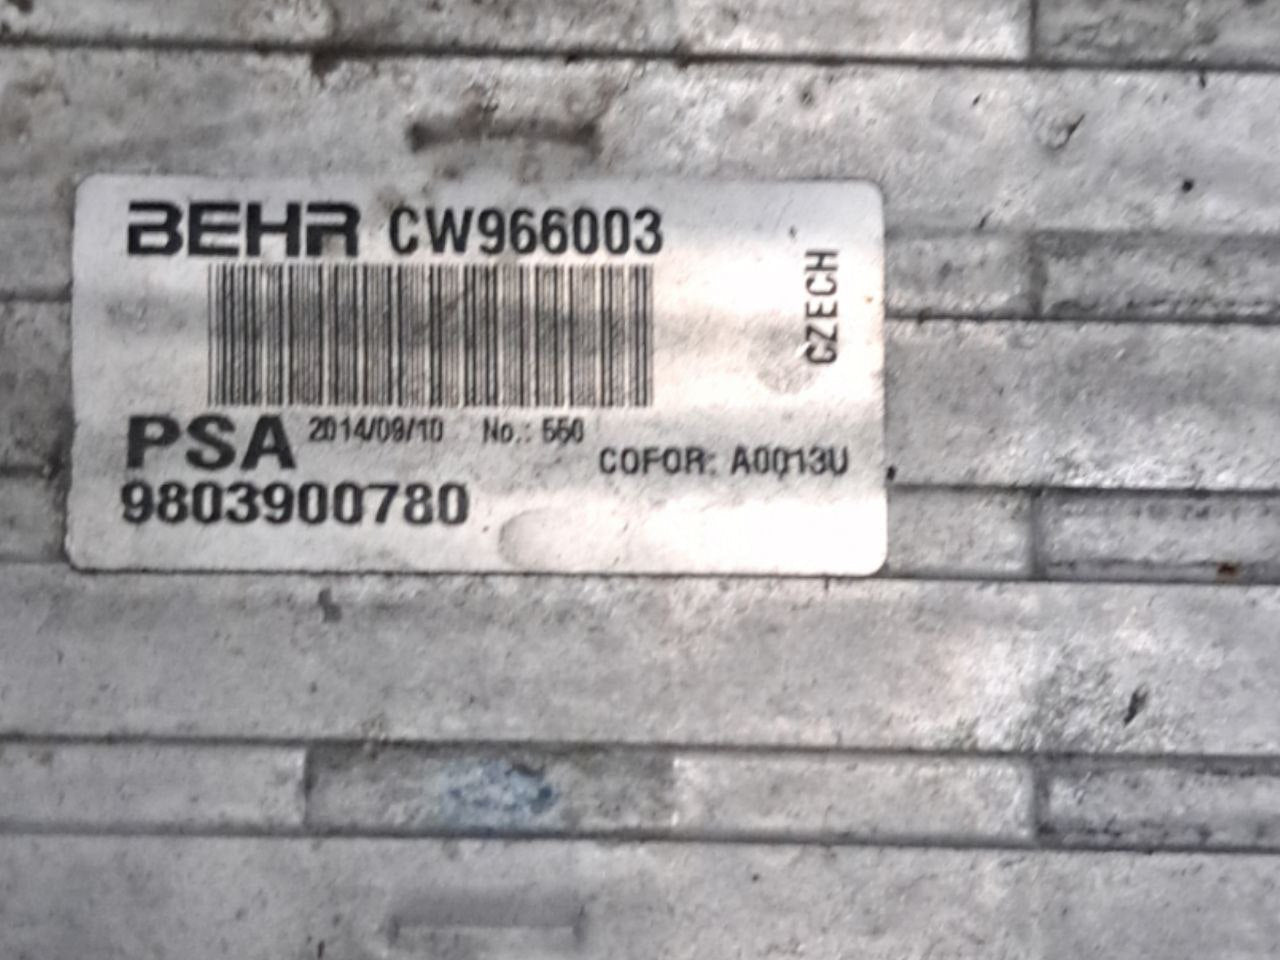 BEHR CW966003
CZECH
PSA 2014/09/10 No.: 550
COFOR: A0013U
9803900780